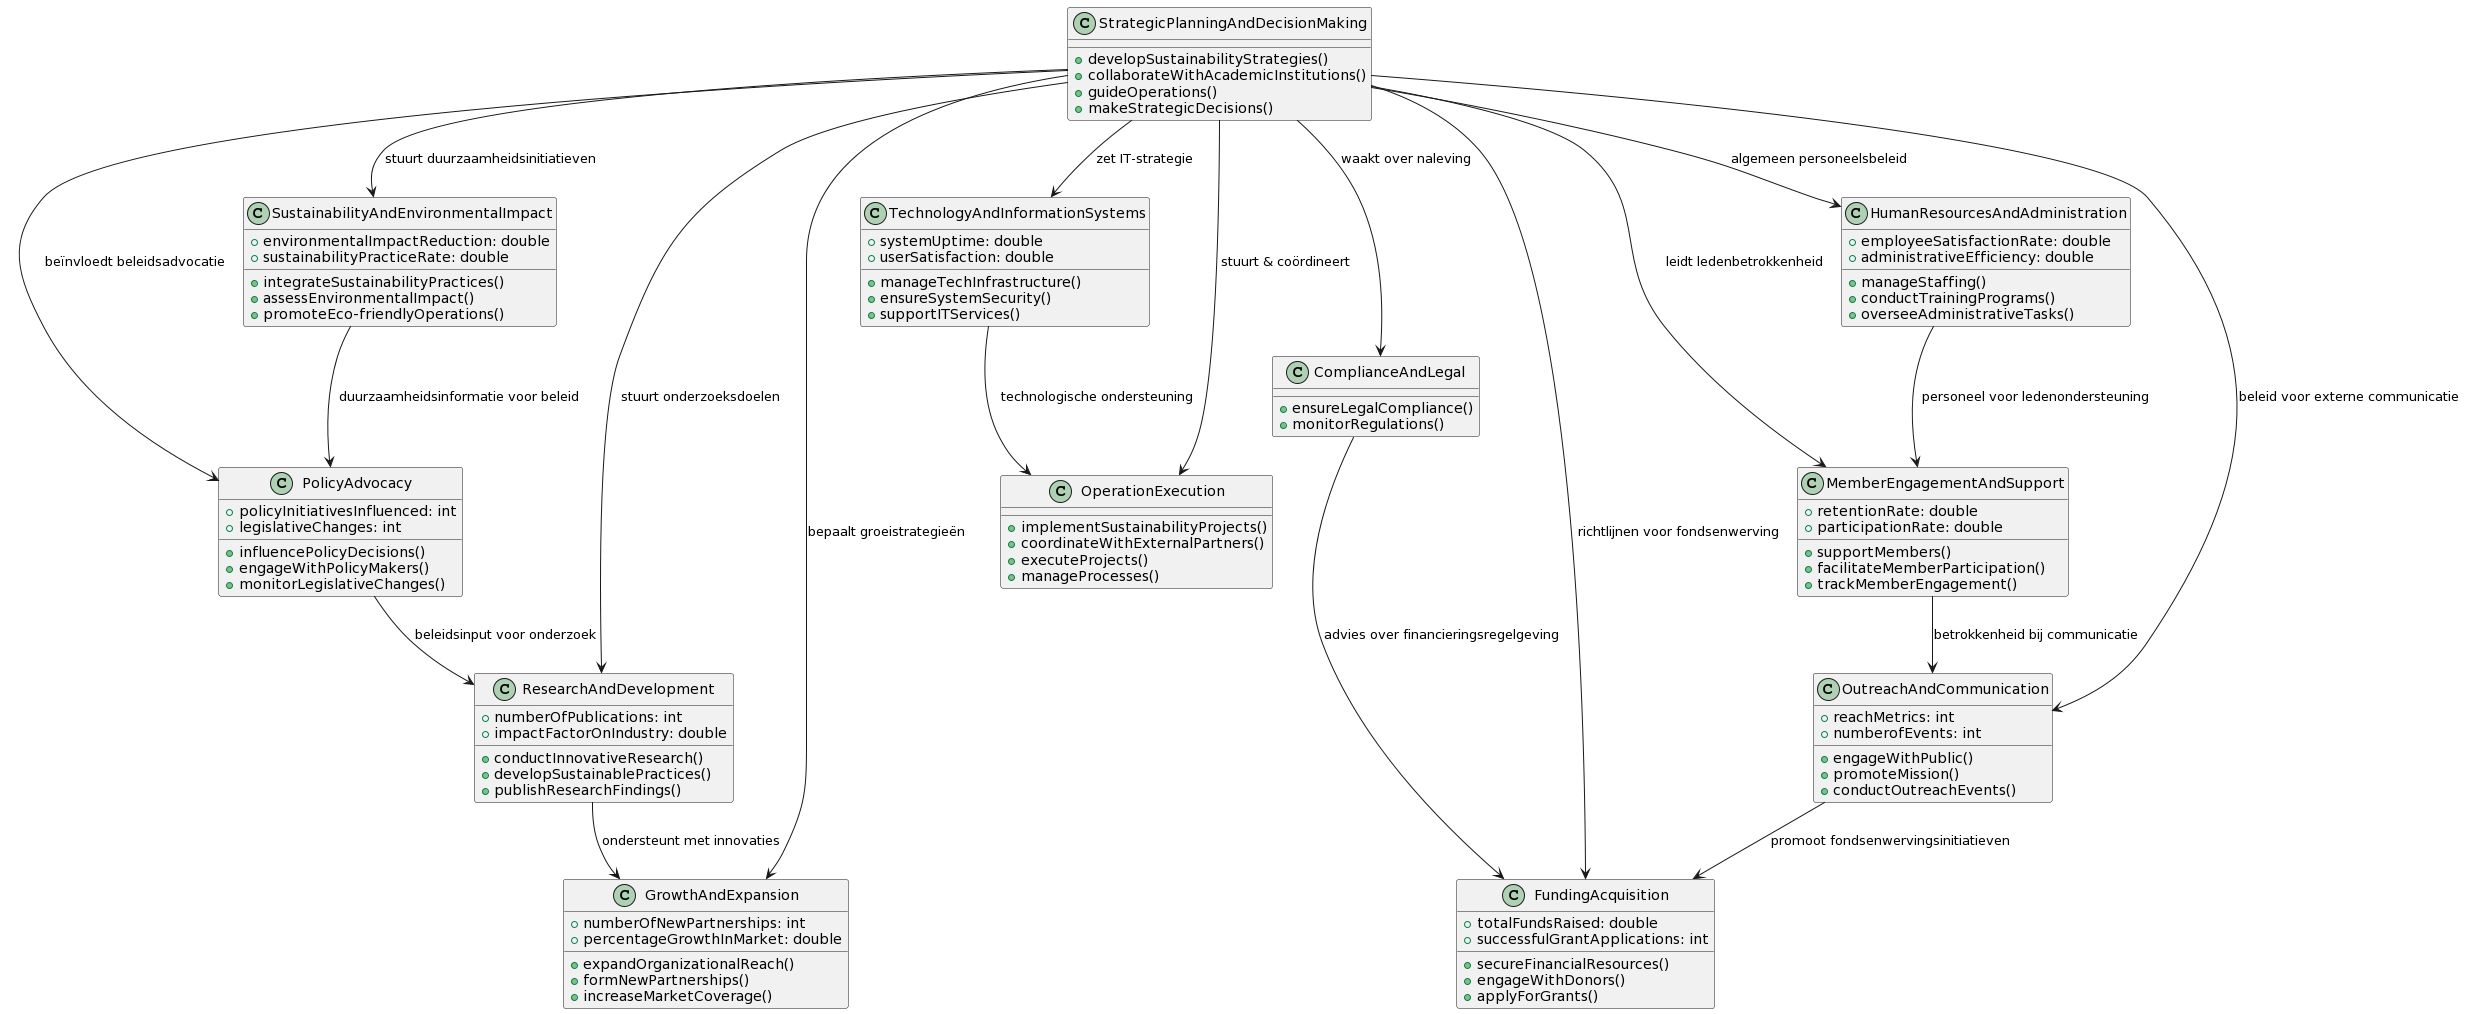 C StrategicPlanningAndDecisionMaking
developSustainabilityStrategies()
collaborateWithAcademicInstitutions()
guideOperations()
makeStrategicDecisions()
stuurt duurzaamheidsinitiatieven
zet IT-strategie
waakt over naleving
algemeen personeelsbeleid
beïnvloedt beleidsadvocatie
C SustainabilityAndEnvironmentalImpact
environmentalImpactReduction: double
sustainabilityPracticeRate: double
integrateSustainabilityPractices()
assessEnvironmentalImpact()
promoteEco-friendlyOperations()
C TechnologyAndInformationSystems
systemUptime: double
userSatisfaction: double
manageTechInfrastructure()
ensureSystemSecurity()
supportITServices()
stuurt & coördineert
leidt ledenbetrokkenheid
C HumanResourcesAndAdministration
employeeSatisfactionRate: double
administrativeEfficiency: double
manageStaffing()
conductTrainingPrograms()
overseeAdministrativeTasks()
duurzaamheidsinformatie voor beleid
stuurt onderzoeksdoelen
technologische ondersteuning
C ComplianceAndLegal
ensureLegalCompliance()
monitorRegulations()
personeel voor ledenondersteuning
beleid voor externe communicatie
C PolicyAdvocacy
policyInitiativesInfluenced: int
legislativeChanges: int
influencePolicyDecisions()
engageWithPolicyMakers()
monitorLegislativeChanges()
bepaalt groeistrategieën
C OperationExecution
implementSustainabilityProjects()
coordinateWithExternalPartners()
executeProjects()
manageProcesses()
richtlijnen voor fondsenwerving
C MemberEngagementAndSupport
retentionRate: double
participationRate: double
supportMembers()
facilitateMemberParticipation()
trackMemberEngagement()
beleidsinput voor onderzoek
advies over financieringsregelgeving
betrokkenheid bij communicatie
C ResearchAndDevelopment
numberOfPublications: int
impactFactorOnIndustry: double
conductInnovativeResearch()
developSustainablePractices()
publishResearchFindings()
C OutreachAndCommunication
reachMetrics: int
numberofEvents: int
engageWithPublic()
promoteMission()
conductOutreachEvents()
ondersteunt met innovaties
promoot fondsenwervingsinitiatieven
C GrowthAndExpansion
numberOfNewPartnerships: int
percentageGrowthInMarket: double
expandOrganizationalReach()
formNewPartnerships()
increaseMarketCoverage()
C FundingAcquisition
totalFundsRaised: double
successfulGrantApplications: int
secureFinancialResources()
engageWithDonors()
applyForGrants()